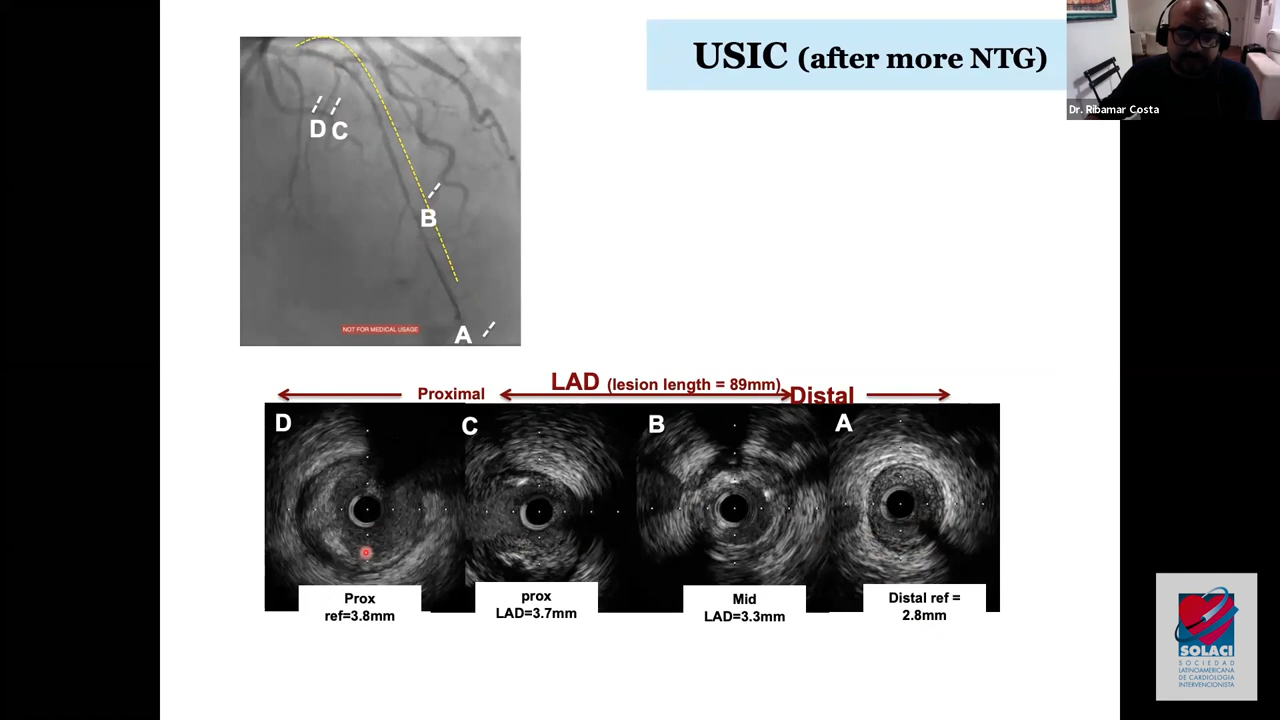 USIC (after more NTG)
Dr. Ribamar Costa
D C
B
NOT FOR MEDICAL USAGE
A
LAD (lesion length = 89mm)
Proximal
Distal
D
C
B
A
Prox
ref=3.8mm
prox
LAD=3.7mm
Mid
LAD=3.3mm
Distal ref =
2.8mm
SOLACI
SOCIEDAD
LATINOAMERICANA
DE CARDIOLOGIA
INTERVENCIONISTA